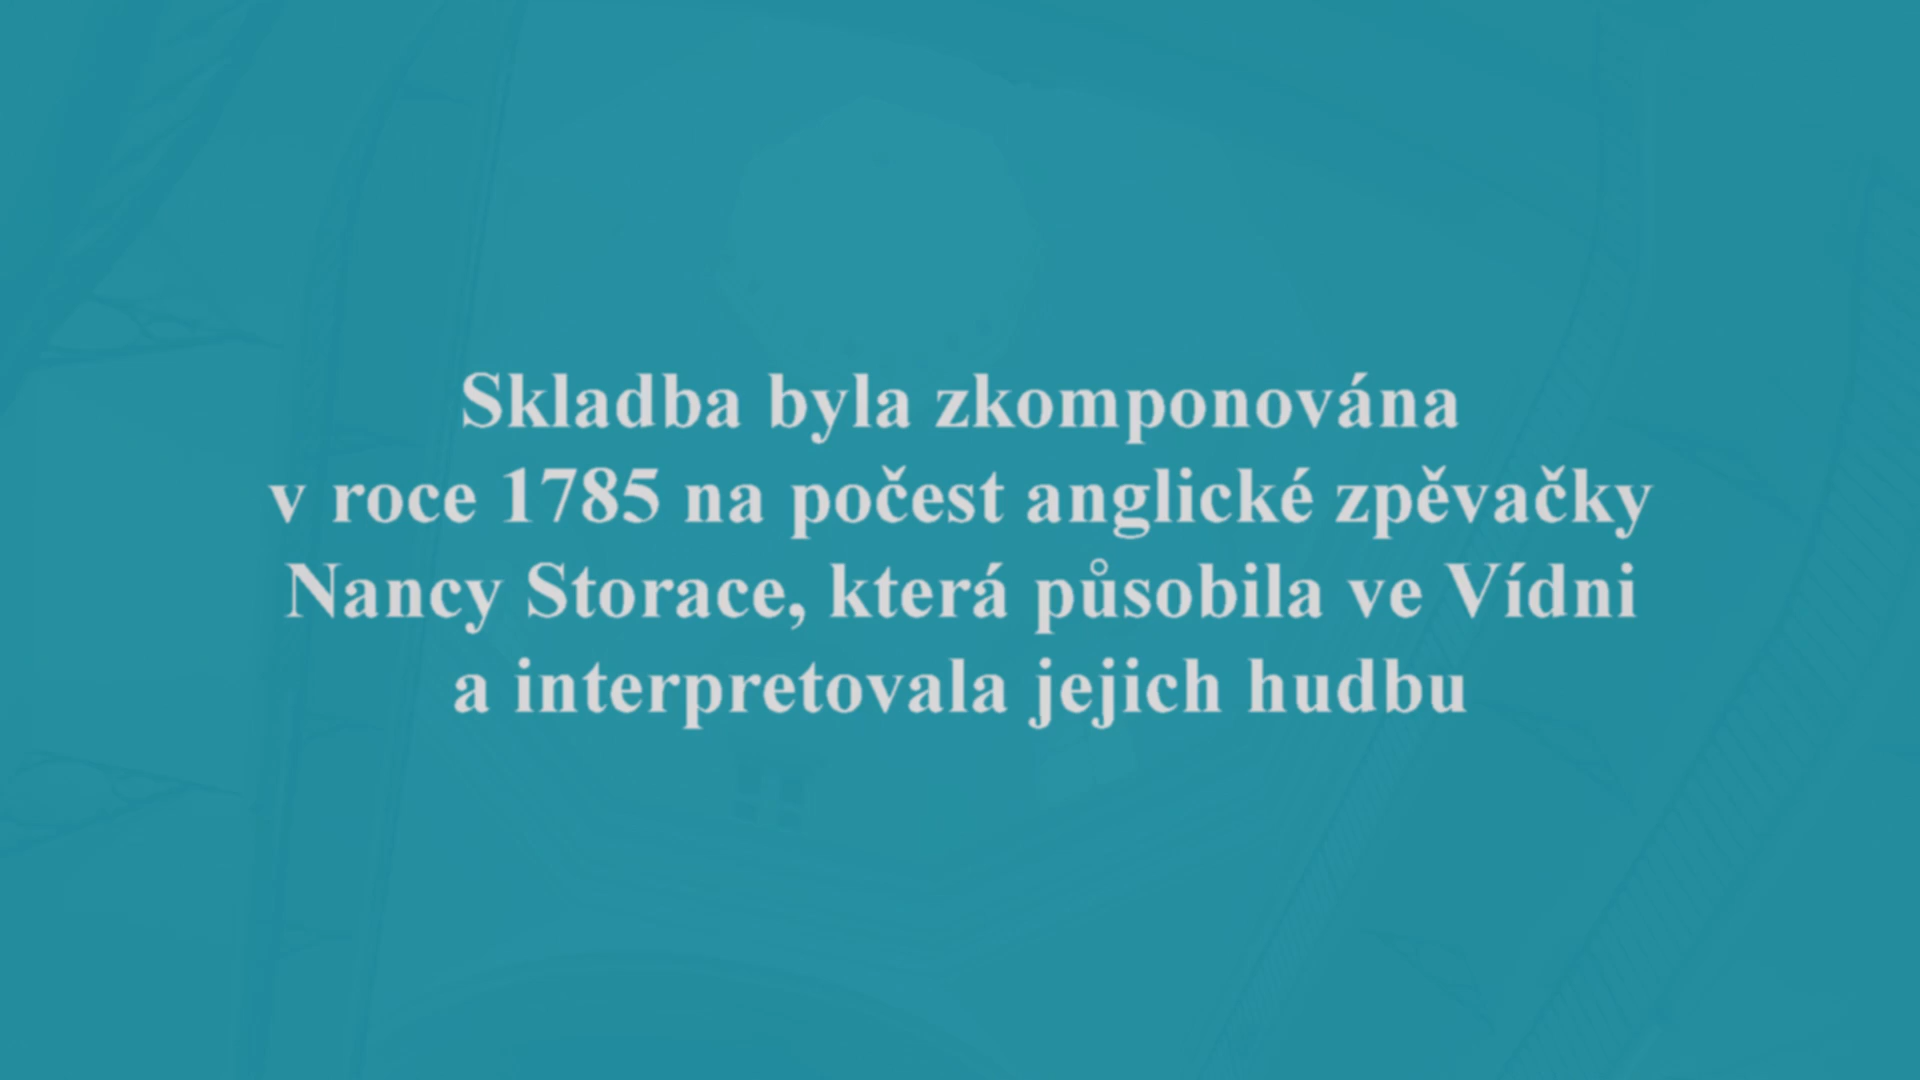 Skladba byla zkomponována
v roce 1785 na počest anglické zpěvačky
Nancy Storace, která působila ve Vídni
a interpretovala jejich hudbu